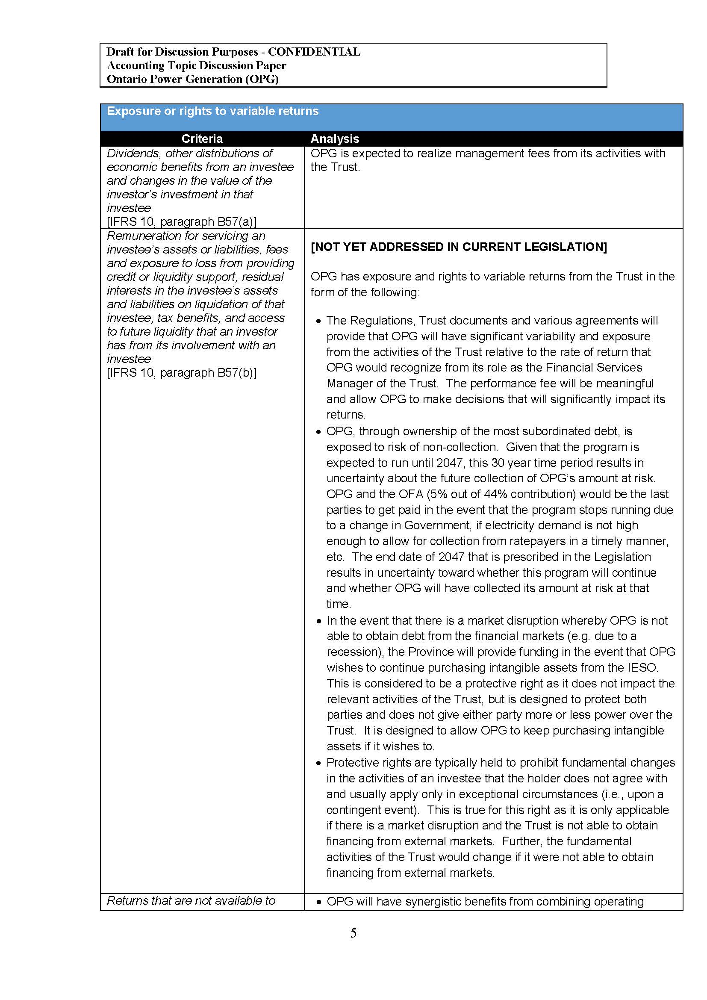 Draft for Discussion Purposes - CONFIDENTIAL
Accounting Topic Discussion Paper
Ontario Power Generation (OPG)
Exposure or rights to variable returns
Criteria
Analysis
Dividends, other distributions of
economic benefits from an investee
and changes in the value of the
investor's investment in that
investee
[IFRS 10, paragraph B57(a)]
OPG is expected to realize management fees from its activities with
the Trust.
Remuneration for servicing an
investee's assets or liabilities, fees
and exposure to loss from providing
credit or liquidity support, residual
interests in the investee's assets
and liabilities on liquidation of that
investee, tax benefits, and access
to future liquidity that an investor
has from its involvement with an
investee
[IFRS 10, paragraph B57(b)]
[NOT YET ADDRESSED IN CURRENT LEGISLATION]
OPG has exposure and rights to variable returns from the Trust in the
form of the following:
• The Regulations, Trust documents and various agreements will
provide that OPG will have significant variability and exposure
from the activities of the Trust relative to the rate of return that
OPG would recognize from its role as the Financial Services
Manager of the Trust.  The performance fee will be meaningful
and allow OPG to make decisions that will significantly impact its
returns.
• OPG, through ownership of the most subordinated debt, is
exposed to risk of non-collection.  Given that the program is
expected to run until 2047, this 30 year time period results in
uncertainty about the future collection of OPG's amount at risk.
OPG and the OFA (5% out of 44% contribution) would be the last
parties to get paid in the event that the program stops running due
to a change in Government, if electricity demand is not high
enough to allow for collection from ratepayers in a timely manner,
etc.  The end date of 2047 that is prescribed in the Legislation
results in uncertainty toward whether this program will continue
and whether OPG will have collected its amount at risk at that
time.
• In the event that there is a market disruption whereby OPG is not
able to obtain debt from the financial markets (e.g. due to a
recession), the Province will provide funding in the event that OPG
wishes to continue purchasing intangible assets from the IESO.
This is considered to be a protective right as it does not impact the
relevant activities of the Trust, but is designed to protect both
parties and does not give either party more or less power over the
Trust.  It is designed to allow OPG to keep purchasing intangible
assets if it wishes to.
• Protective rights are typically held to prohibit fundamental changes
in the activities of an investee that the holder does not agree with
and usually apply only in exceptional circumstances (i.e., upon a
contingent event).  This is true for this right as it is only applicable
if there is a market disruption and the Trust is not able to obtain
financing from external markets.  Further, the fundamental
activities of the Trust would change if it were not able to obtain
financing from external markets.
Returns that are not available to
• OPG will have synergistic benefits from combining operating
5